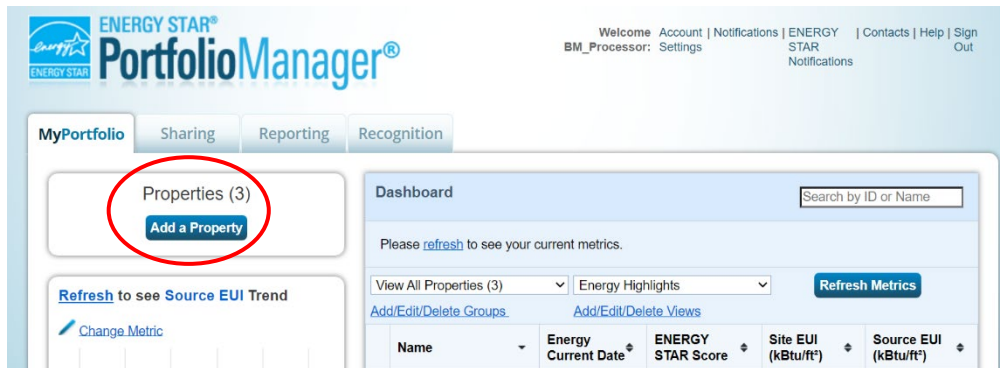 ENERGY STAR®
PortfolioManager®
energy
ENERGY STAR
Welcome BM_Processor:
Account Settings | Notifications | ENERGY STAR Notifications | Contacts | Help | Sign Out
MyPortfolio Sharing Reporting Recognition
Properties (3)
Add a Property
Refresh to see Source EUI Trend
Change Metric
Dashboard
Search by ID or Name
Please refresh to see your current metrics.
View All Properties (3) Energy Highlights Refresh Metrics
Add/Edit/Delete Groups Add/Edit/Delete Views
Name Energy Current Date ENERGY STAR Score Site EUI (kBtu/ft²) Source EUI (kBtu/ft²)